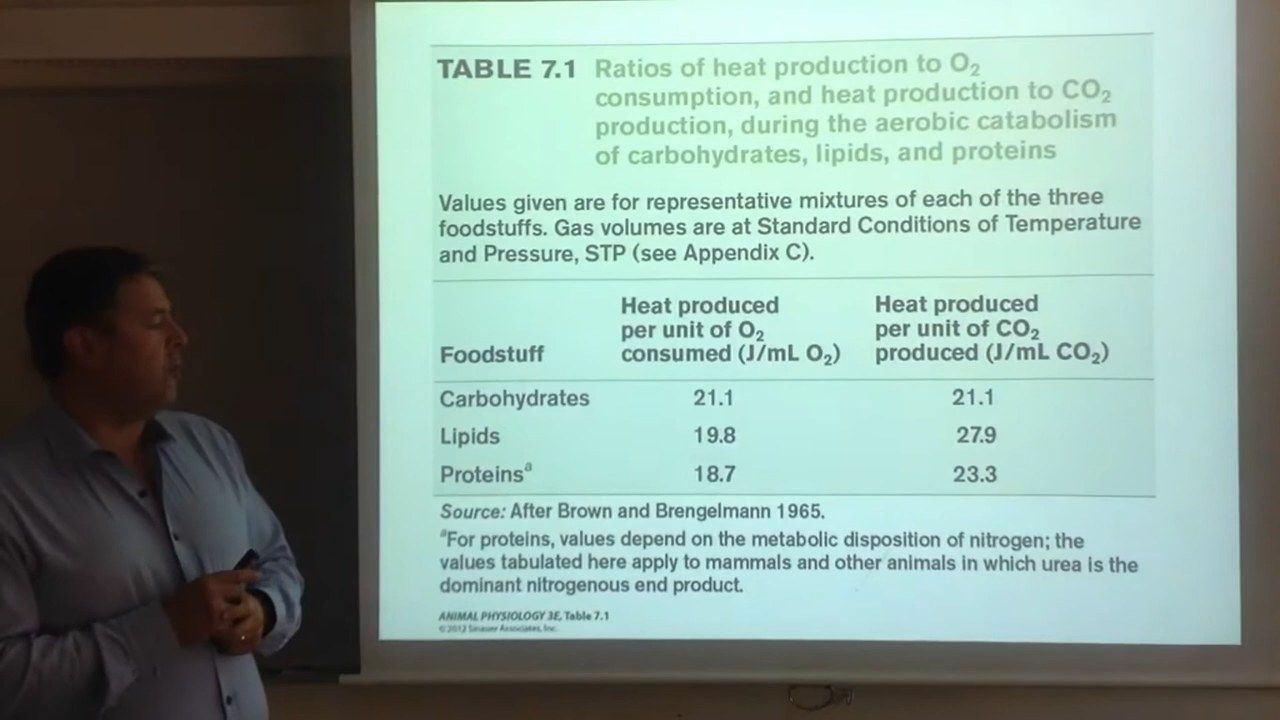 TABLE 7.1 Ratios of heat production to O₂
consumption, and heat production to CO₂
production, during the aerobic catabolism
of carbohydrates, lipids, and proteins
Values given are for representative mixtures of each of the three
foodstuffs. Gas volumes are at Standard Conditions of Temperature
and Pressure, STP (see Appendix C).
Heat produced Heat produced
per unit of O₂ per unit of CO₂
Foodstuff consumed (J/mL O₂) produced (J/mL CO₂)
Carbohydrates 21.1 21.1
Lipids 19.8 27.9
Proteinsᵃ 18.7 23.3
Source: After Brown and Brengelmann 1965.
ᵃFor proteins, values depend on the metabolic disposition of nitrogen; the
values tabulated here apply to mammals and other animals in which urea is the
dominant nitrogenous end product.
ANIMAL PHYSIOLOGY 3E, Table 7.1
© 2012 Sinauer Associates, Inc.